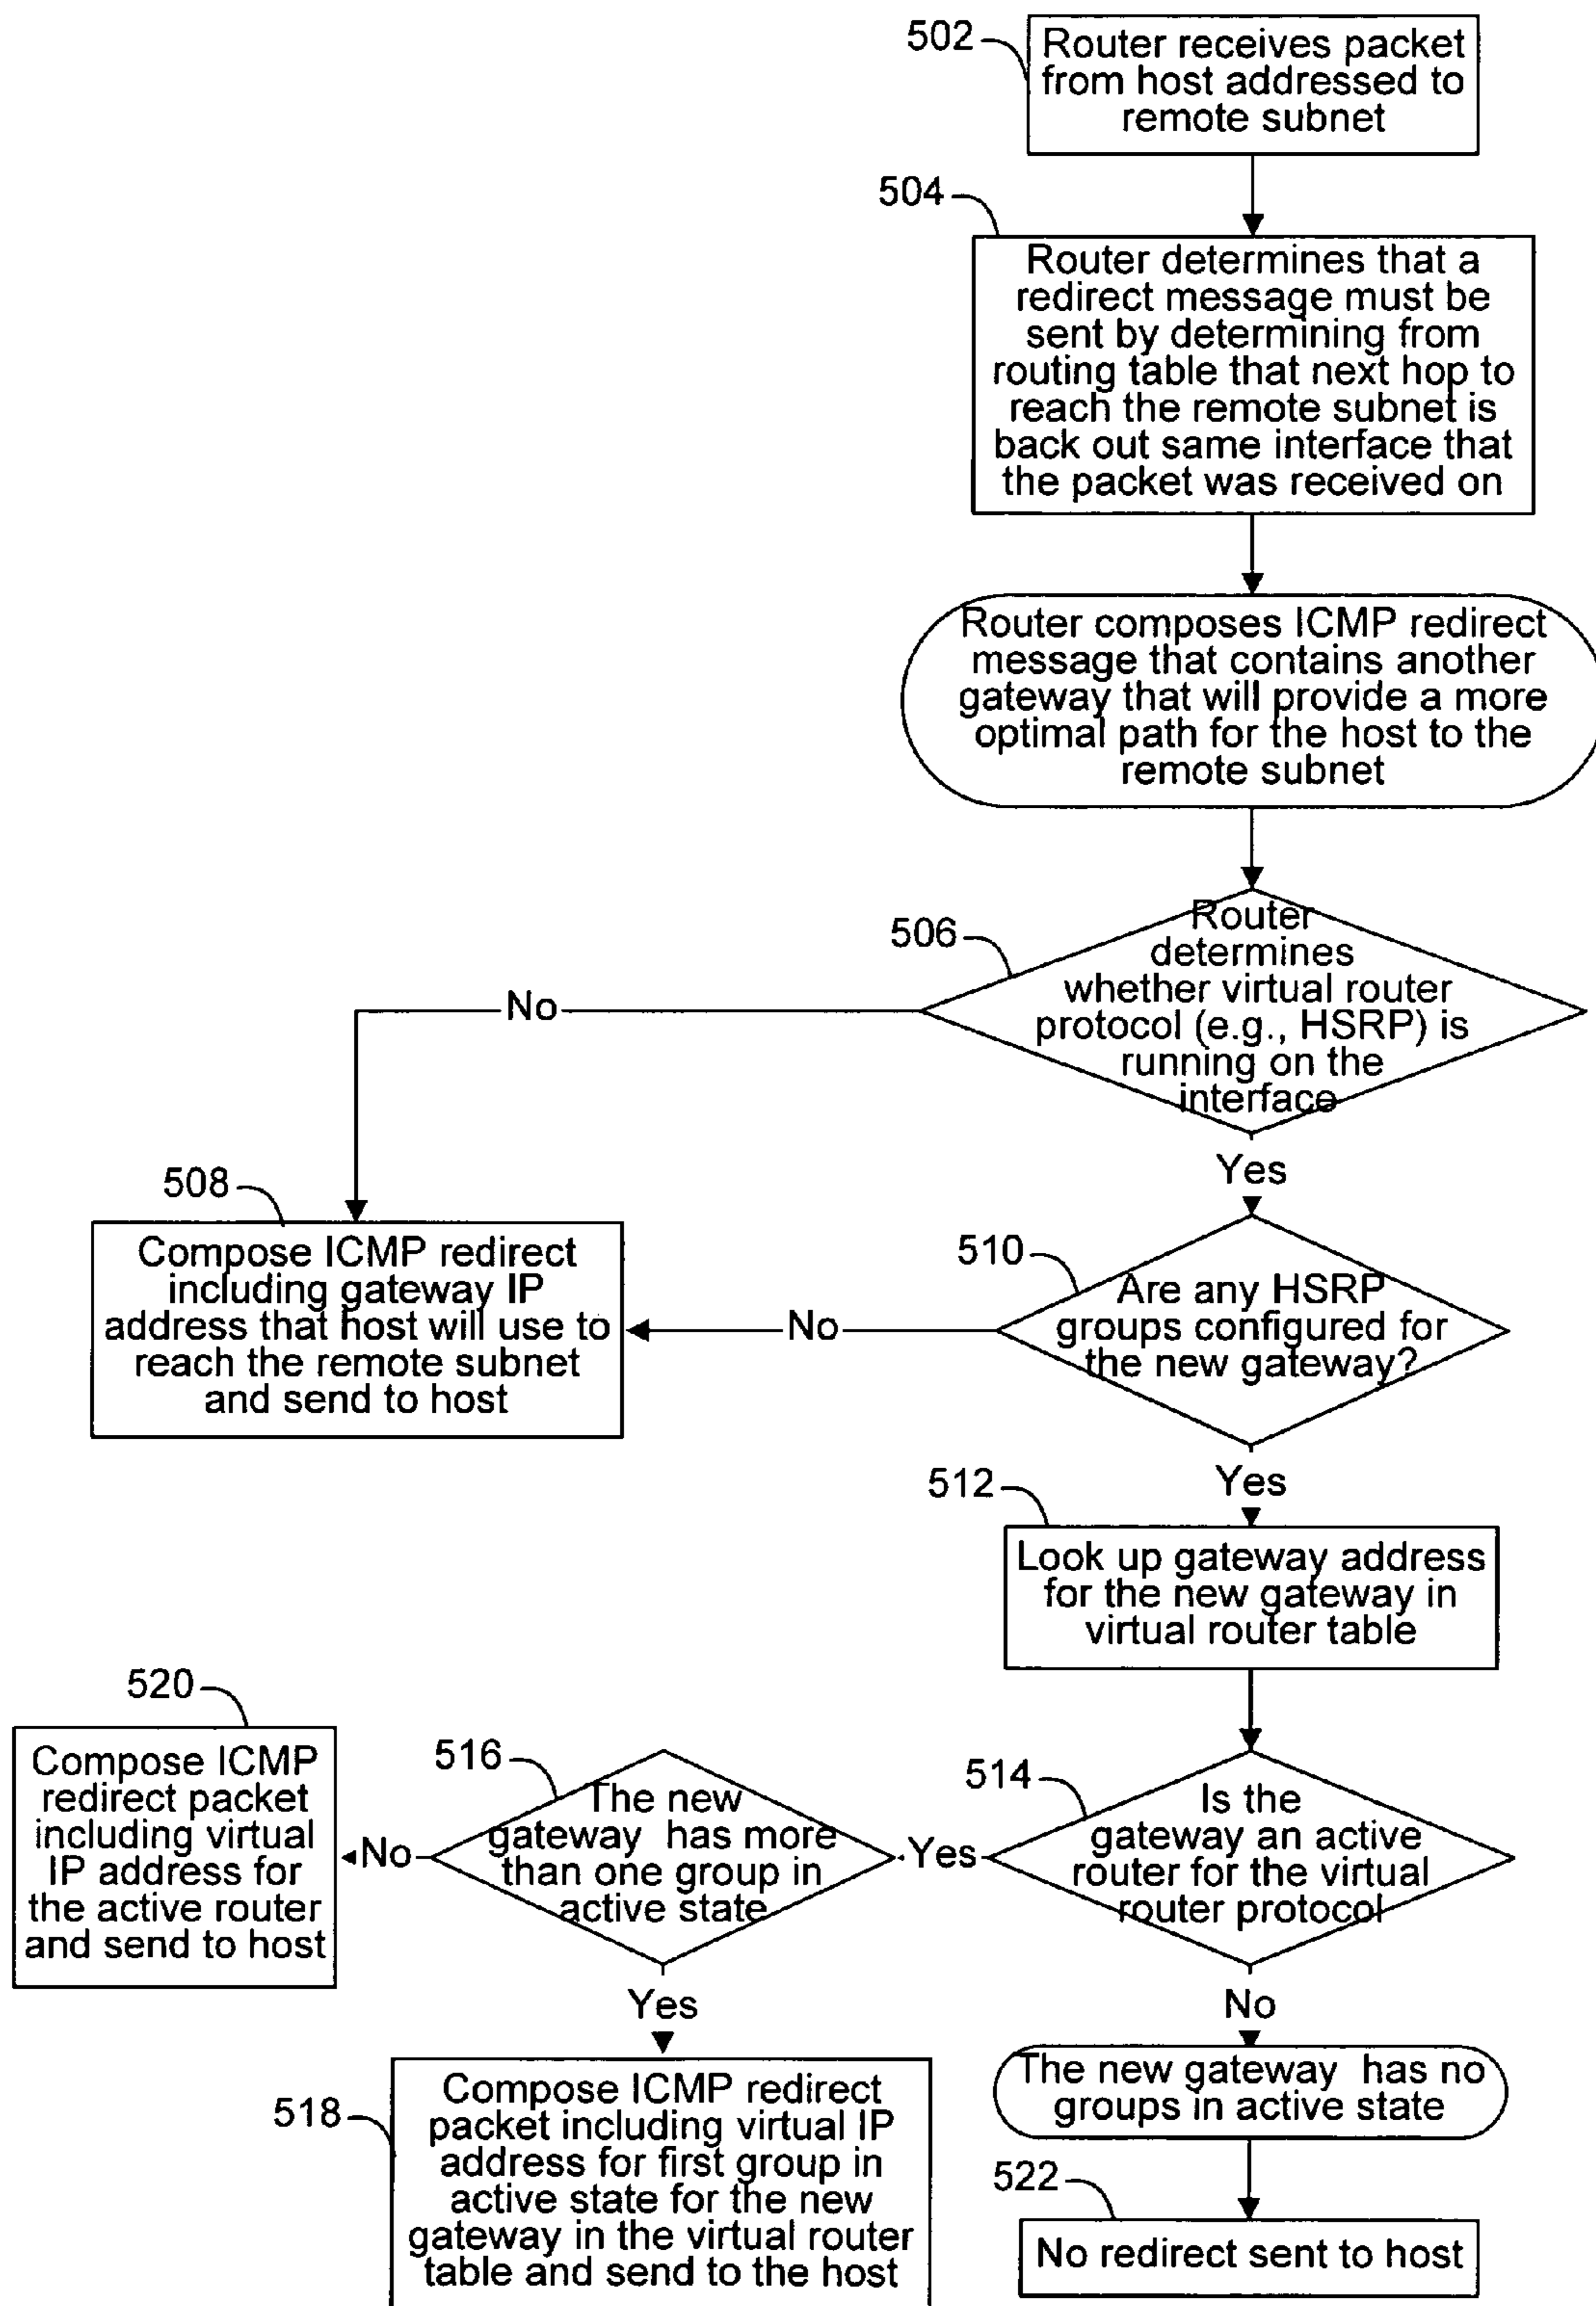 502
Router receives packet
from host addressed to
remote subnet
504
Router determines that a
redirect message must be
sent by determining from
routing table that next hop to
reach the remote subnet is
back out same interface that
the packet was received on
Router composes ICMP redirect
message that contains another
gateway that will provide a more
optimal path for the host to the
remote subnet
506
Router
determines
whether virtual router
protocol (e.g., HSRP) is
running on the
interface
No
Yes
508
Compose ICMP redirect
including gateway IP
address that host will use to
reach the remote subnet
and send to host
510
Are any HSRP
groups configured for
the new gateway?
No
Yes
512
Look up gateway address
for the new gateway in
virtual router table
514
Is the
gateway an active
router for the virtual
router protocol
Yes
No
516
The new
gateway has more
than one group in
active state
No
Yes
520
Compose ICMP
redirect packet
including virtual
IP address for
the active router
and send to host
518
Compose ICMP redirect
packet including virtual IP
address for first group in
active state for the new
gateway in the virtual router
table and send to the host
The new gateway has no
groups in active state
522
No redirect sent to host